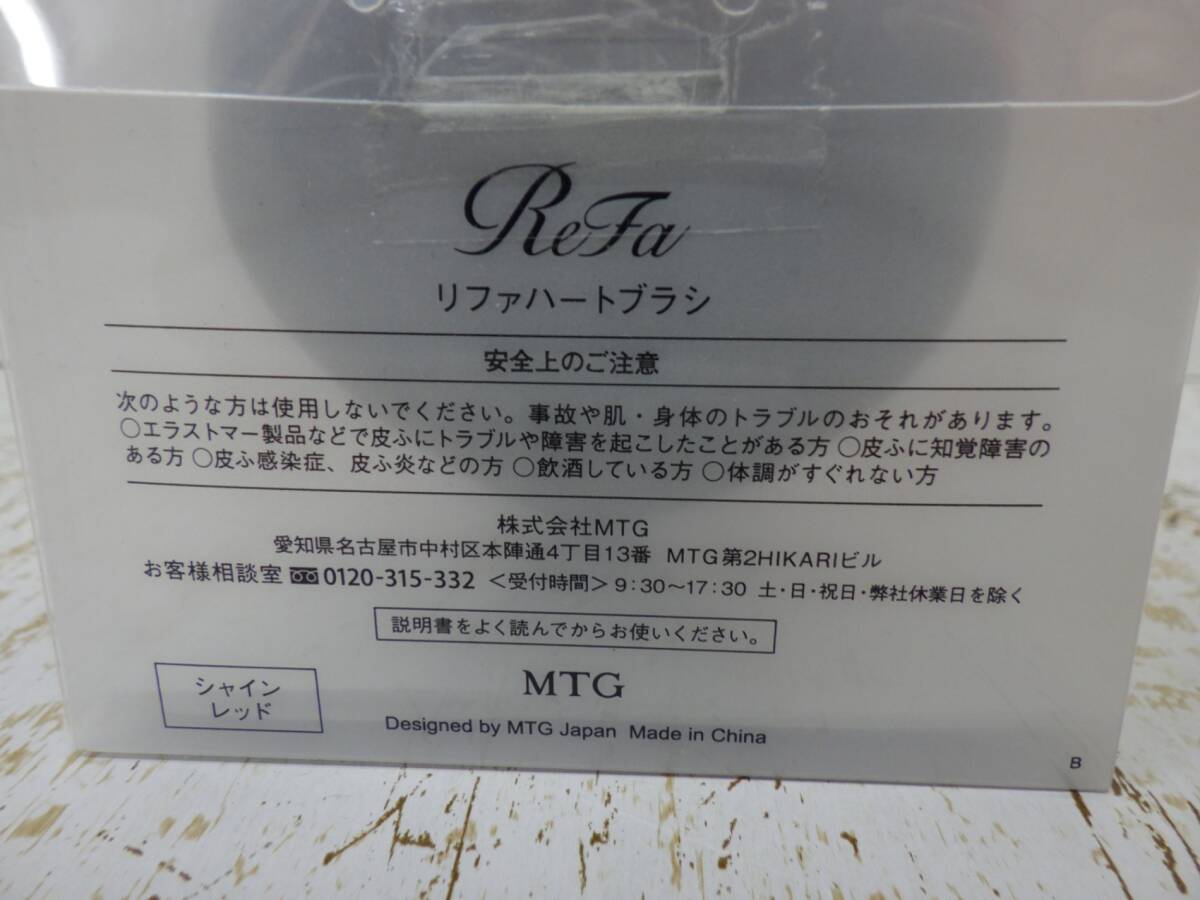 ReFa
リファハートブラシ
安全上のご注意
次のような方は使用しないでください。事故や肌・身体のトラブルのおそれがあります。
○エラストマー製品などで皮ふにトラブルや障害を起こしたことがある方 ○皮ふに知覚障害の
ある方 ○皮ふ感染症、皮ふ炎などの方 ○飲酒している方 ○体調がすぐれない方
株式会社MTG
愛知県名古屋市中村区本陣通4丁目13番 MTG第2HIKARIビル
お客様相談室 0120-315-332 <受付時間> 9:30～17:30 土・日・祝日・弊社休業日を除く
説明書をよく読んでからお使いください。
シャイン
レッド
MTG
Designed by MTG Japan Made in China
B